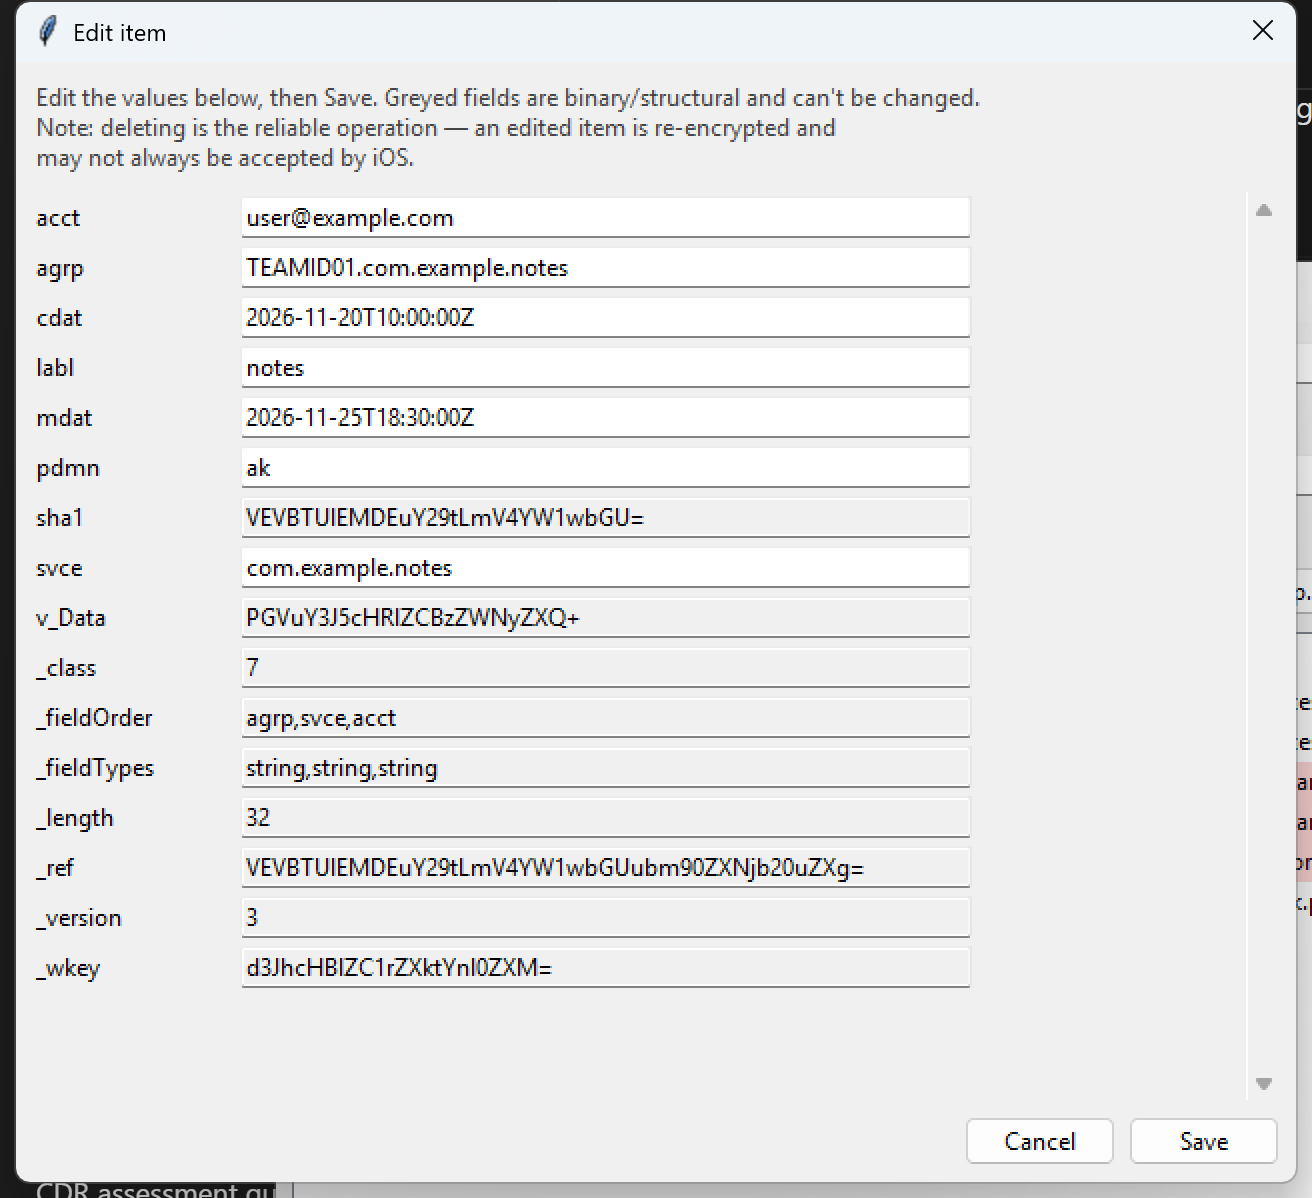 Edit item
g
Edit the values below, then Save. Greyed fields are binary/structural and can't be changed.
Note: deleting is the reliable operation — an edited item is re-encrypted and
may not always be accepted by iOS.
acct user@example.com
agrp TEAMID01.com.example.notes
cdat 2026-11-20T10:00:00Z
labl notes
mdat 2026-11-25T18:30:00Z
pdmn ak
sha1 VEVBTUlEMDEuY29tLmV4YW1wbGU=
svce com.example.notes
v_Data PGVuY3J5cHRlZCBzZWNyZXQ+
_class 7
_fieldOrder agrp,svce,acct
_fieldTypes string,string,string
_length 32
_ref VEVBTUlEMDEuY29tLmV4YW1wbGUubm90ZXNjb20uZXg=
_version 3
_wkey d3JhcHBlZC1rZXktYnl0ZXM=
Cancel Save
CDR assessment qu